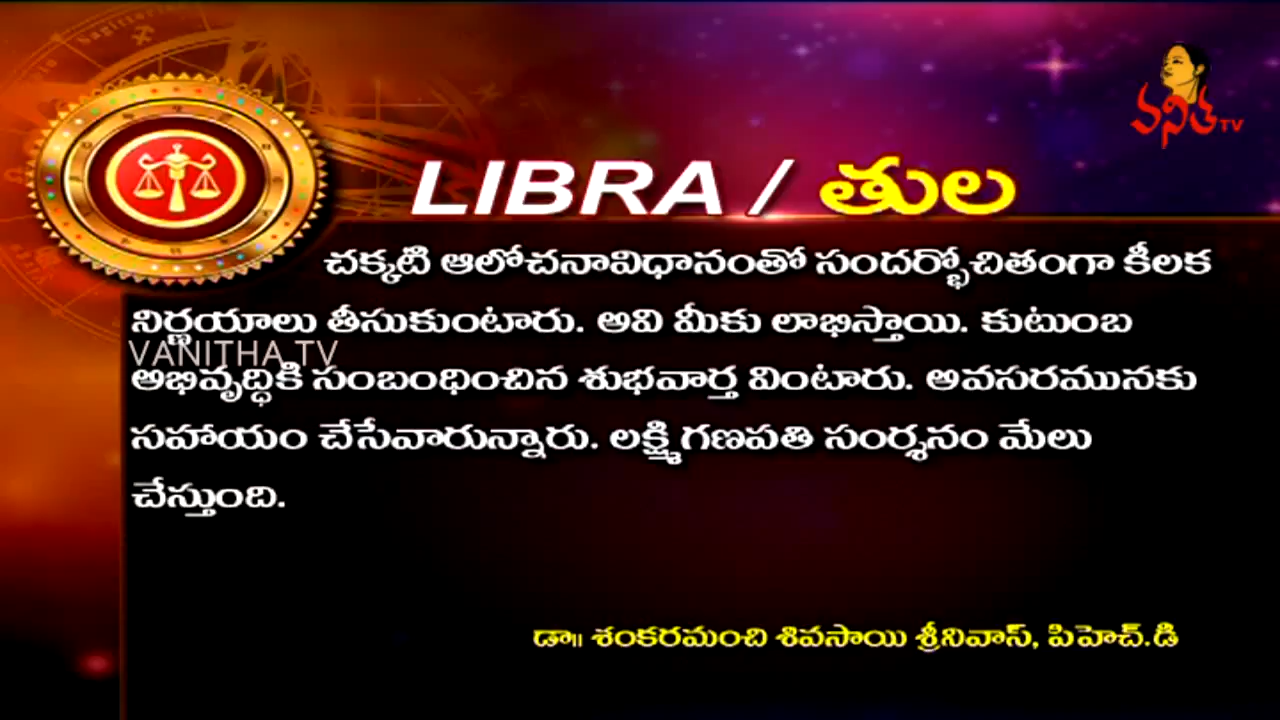 వనిత TV
LIBRA / తుల
చక్కటి ఆలోచనావిధానంతో సందర్భోచితంగా కీలక
నిర్ణయాలు తీసుకుంటారు. అవి మీకు లాభిస్తాయి. కుటుంబ
VANITHA TV
అభివృద్ధికి సంబంధించిన శుభవార్త వింటారు. అవసరమునకు
సహాయం చేసేవారున్నారు. లక్ష్మిగణపతి సంర్శనం మేలు
చేస్తుంది.
డా॥ శంకరమంచి శివసాయి శ్రీనివాస్, పిహెచ్.డి